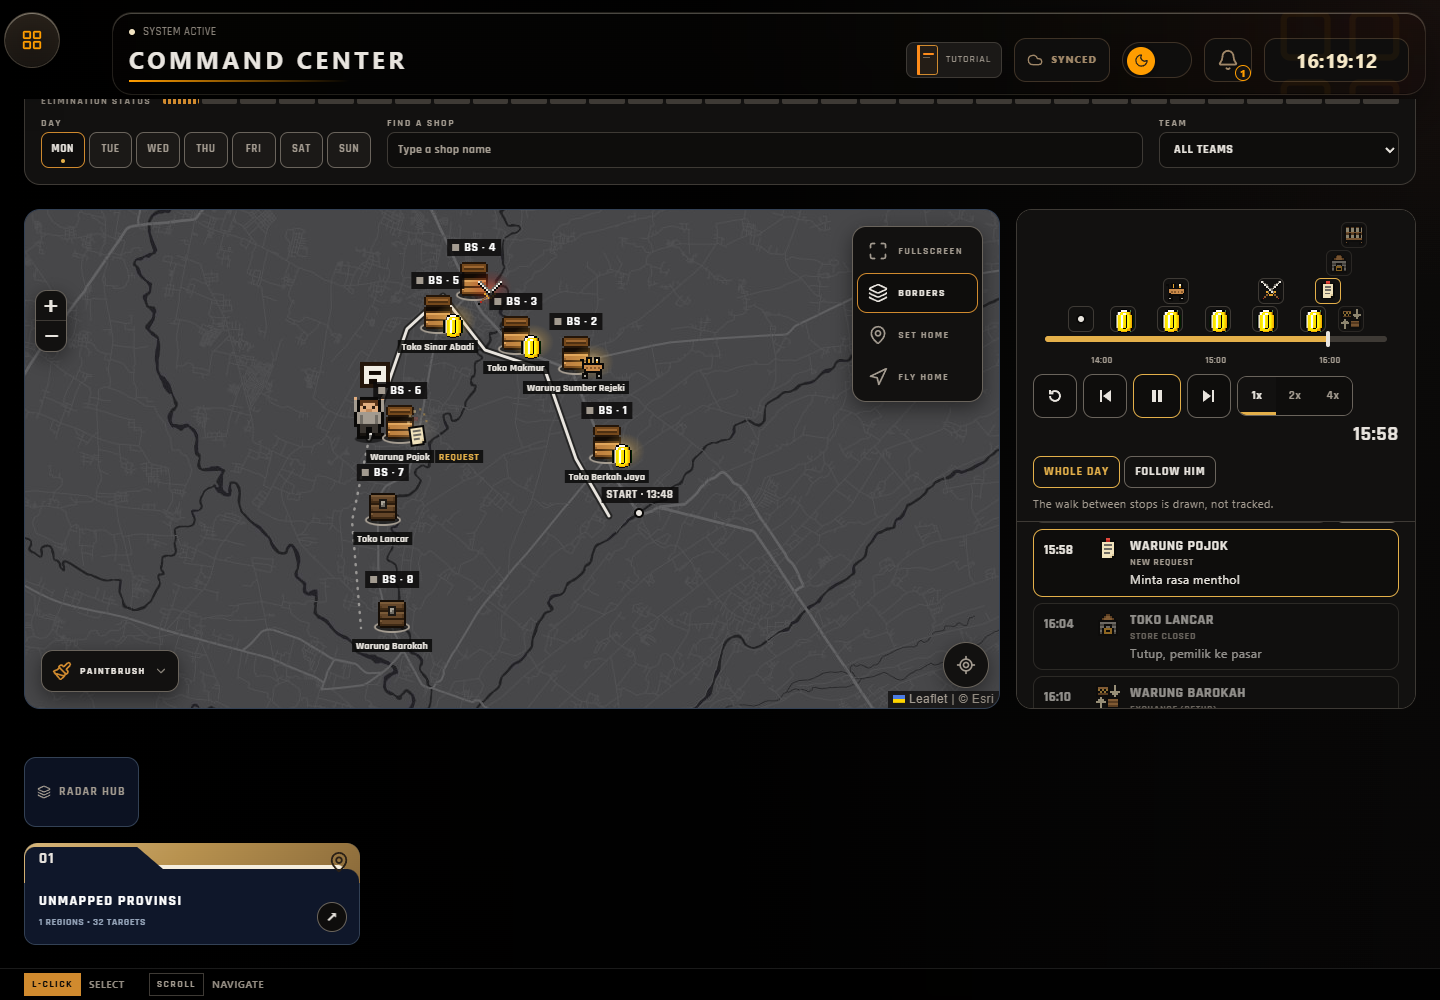 SYSTEM ACTIVE
COMMAND CENTER
TUTORIAL
SYNCED
1
16:19:12
ELIMINATION STATUS
DAY
FIND A SHOP
TEAM
MON
TUE
WED
THU
FRI
SAT
SUN
Type a shop name
ALL TEAMS
+
−
BS - 4
BS - 5
BS - 3
BS - 2
Toko Sinar Abadi
Toko Makmur
Warung Sumber Rejeki
BS - 6
BS - 1
Warung Pojok
REQUEST
BS - 7
Toko Berkah Jaya
START · 13:48
Toko Lancar
BS - 8
Warung Barokah
FULLSCREEN
BORDERS
SET HOME
FLY HOME
PAINTBRUSH
Leaflet | © Esri
14:00
15:00
16:00
1x
2x
4x
15:58
WHOLE DAY
FOLLOW HIM
The walk between stops is drawn, not tracked.
15:58
WARUNG POJOK
NEW REQUEST
Minta rasa menthol
16:04
TOKO LANCAR
STORE CLOSED
Tutup, pemilik ke pasar
16:10
WARUNG BAROKAH
RADAR HUB
01
UNMAPPED PROVINSI
1 REGIONS • 32 TARGETS
L-CLICK
SELECT
SCROLL
NAVIGATE